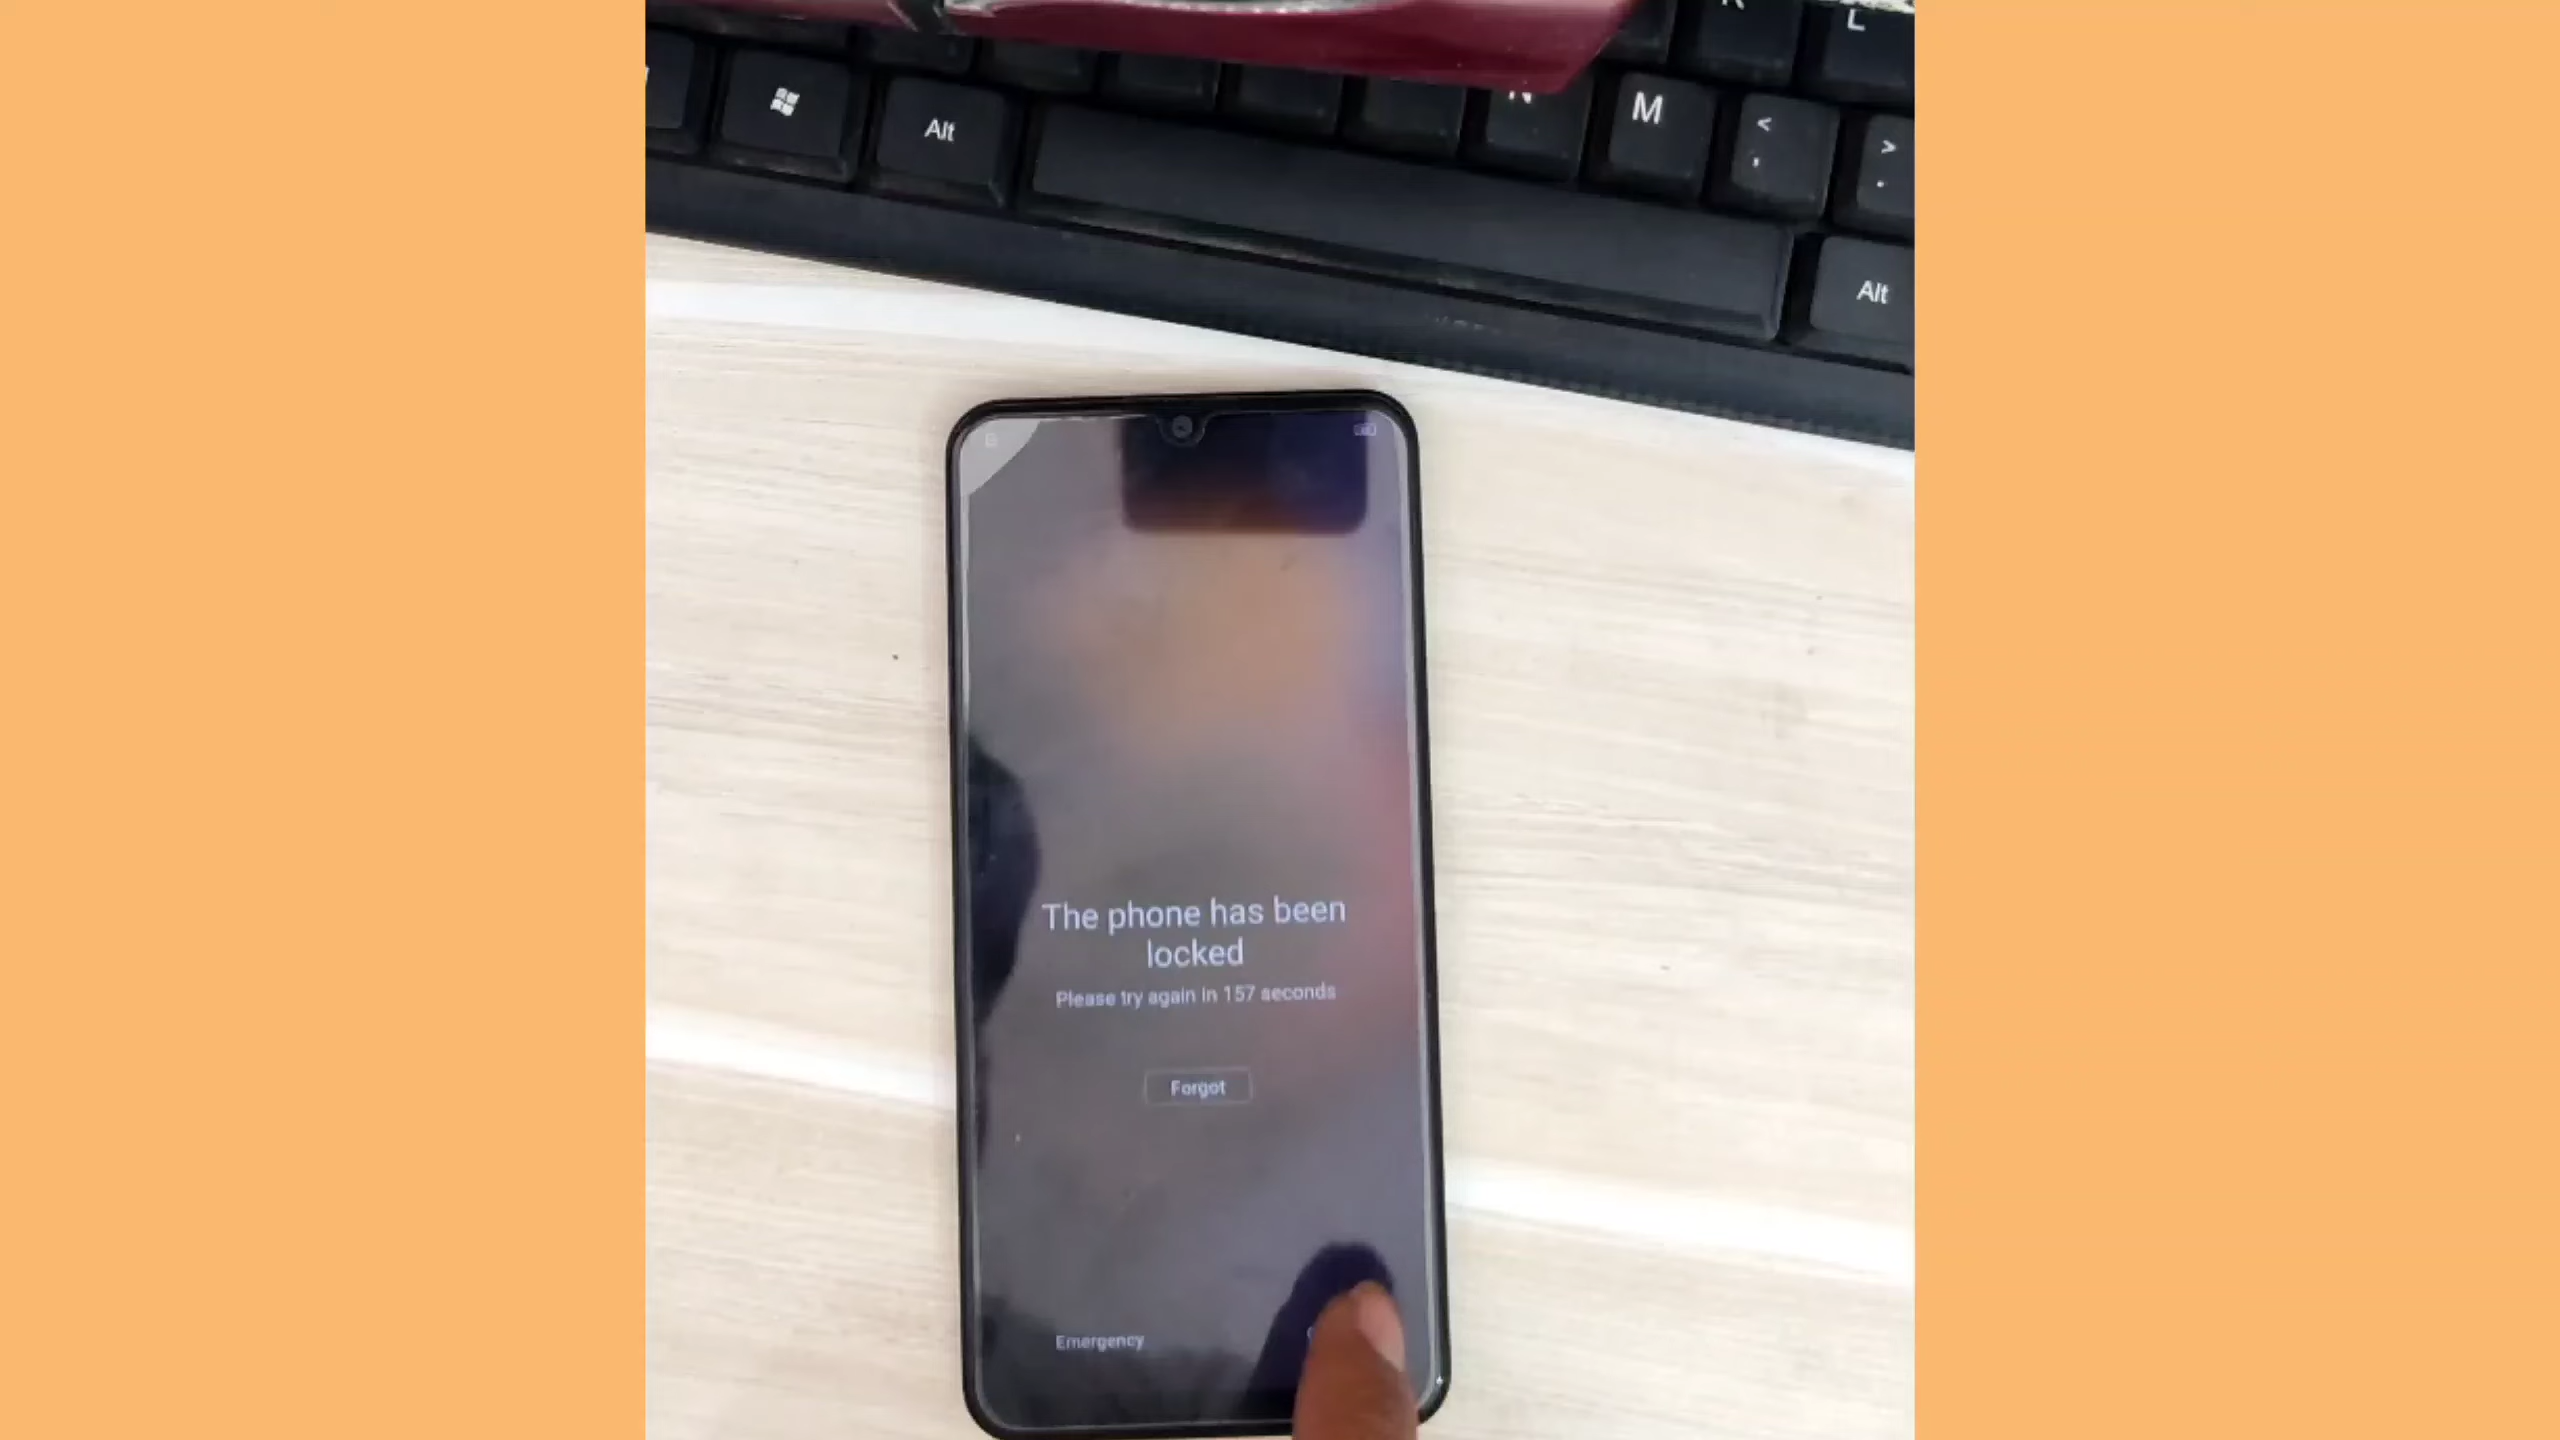 L
N
M
<
,
>
.
Alt
Alt
The phone has been
locked
Please try again in 157 seconds
Forgot
Emergency